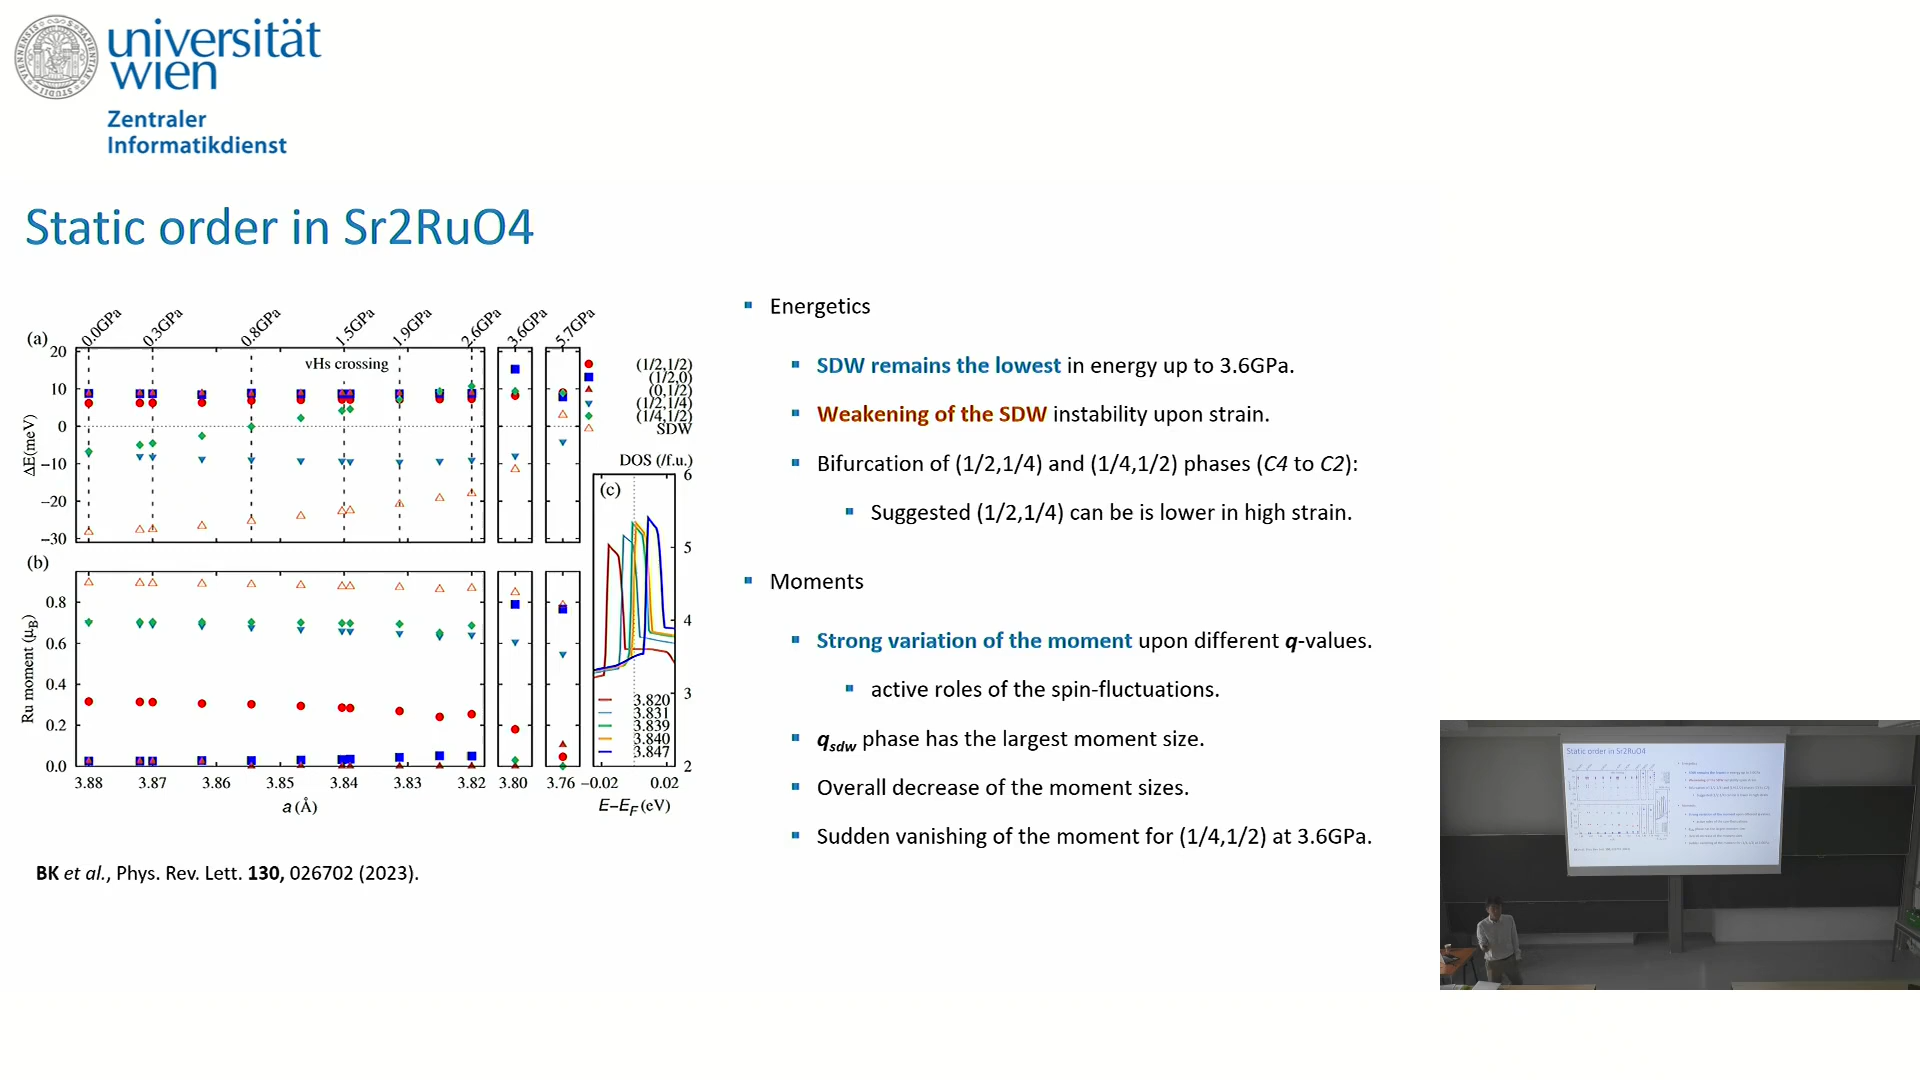 universität
wien
Zentraler
Informatikdienst
Static order in Sr2RuO4
(a)
0.0GPa
0.3GPa
0.8GPa
1.5GPa
1.9GPa
2.6GPa
3.6GPa
5.7GPa
vHs crossing
20
10
0
−10
−20
−30
ΔE(meV)
(1/2,1/2)
(1/2,0)
(0,1/2)
(1/2,1/4)
(1/4,1/2)
SDW
(b)
0.8
0.6
0.4
0.2
0.0
Ru moment (μB)
3.88 3.87 3.86 3.85 3.84 3.83 3.82 3.80 3.76
a (Å)
DOS (/f.u.)
(c)
6
5
4
3
2
3.820
3.831
3.839
3.840
3.847
−0.02 0.02
E−EF (eV)
BK et al., Phys. Rev. Lett. 130, 026702 (2023).
Energetics
SDW remains the lowest in energy up to 3.6GPa.
Weakening of the SDW instability upon strain.
Bifurcation of (1/2,1/4) and (1/4,1/2) phases (C4 to C2):
Suggested (1/2,1/4) can be is lower in high strain.
Moments
Strong variation of the moment upon different q-values.
active roles of the spin-fluctuations.
qsdw phase has the largest moment size.
Overall decrease of the moment sizes.
Sudden vanishing of the moment for (1/4,1/2) at 3.6GPa.
Static order in Sr2RuO4